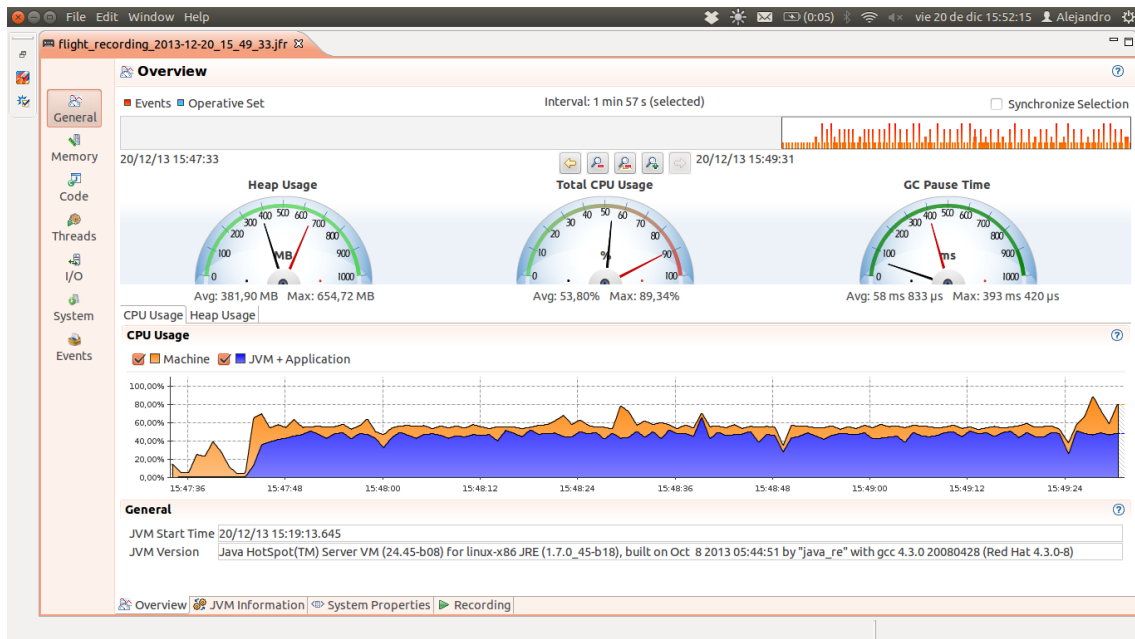 File Edit Window Help (0:05) vie 20 de dic 15:52:15 Alejandro
flight_recording_2013-12-20_15_49_33.jfr
Overview
Events Operative Set Interval: 1 min 57 s (selected) Synchronize Selection
General
Memory
Code
Threads
I/O
System
Events
20/12/13 15:47:33 20/12/13 15:49:31
Heap Usage Total CPU Usage GC Pause Time
0 100 200 300 400 500 600 700 800 900 1000
MB
0 10 20 30 40 50 60 70 80 90 100
%
0 100 200 300 400 500 600 700 800 900 1000
ms
Avg: 381,90 MB Max: 654,72 MB Avg: 53,80% Max: 89,34% Avg: 58 ms 833 µs Max: 393 ms 420 µs
CPU Usage Heap Usage
CPU Usage
Machine JVM + Application
100,00%
80,00%
60,00%
40,00%
20,00%
0,00%
15:47:36 15:47:48 15:48:00 15:48:12 15:48:24 15:48:36 15:48:48 15:49:00 15:49:12 15:49:24
General
JVM Start Time 20/12/13 15:19:13.645
JVM Version Java HotSpot(TM) Server VM (24.45-b08) for linux-x86 JRE (1.7.0_45-b18), built on Oct 8 2013 05:44:51 by "java_re" with gcc 4.3.0 20080428 (Red Hat 4.3.0-8)
Overview JVM Information System Properties Recording